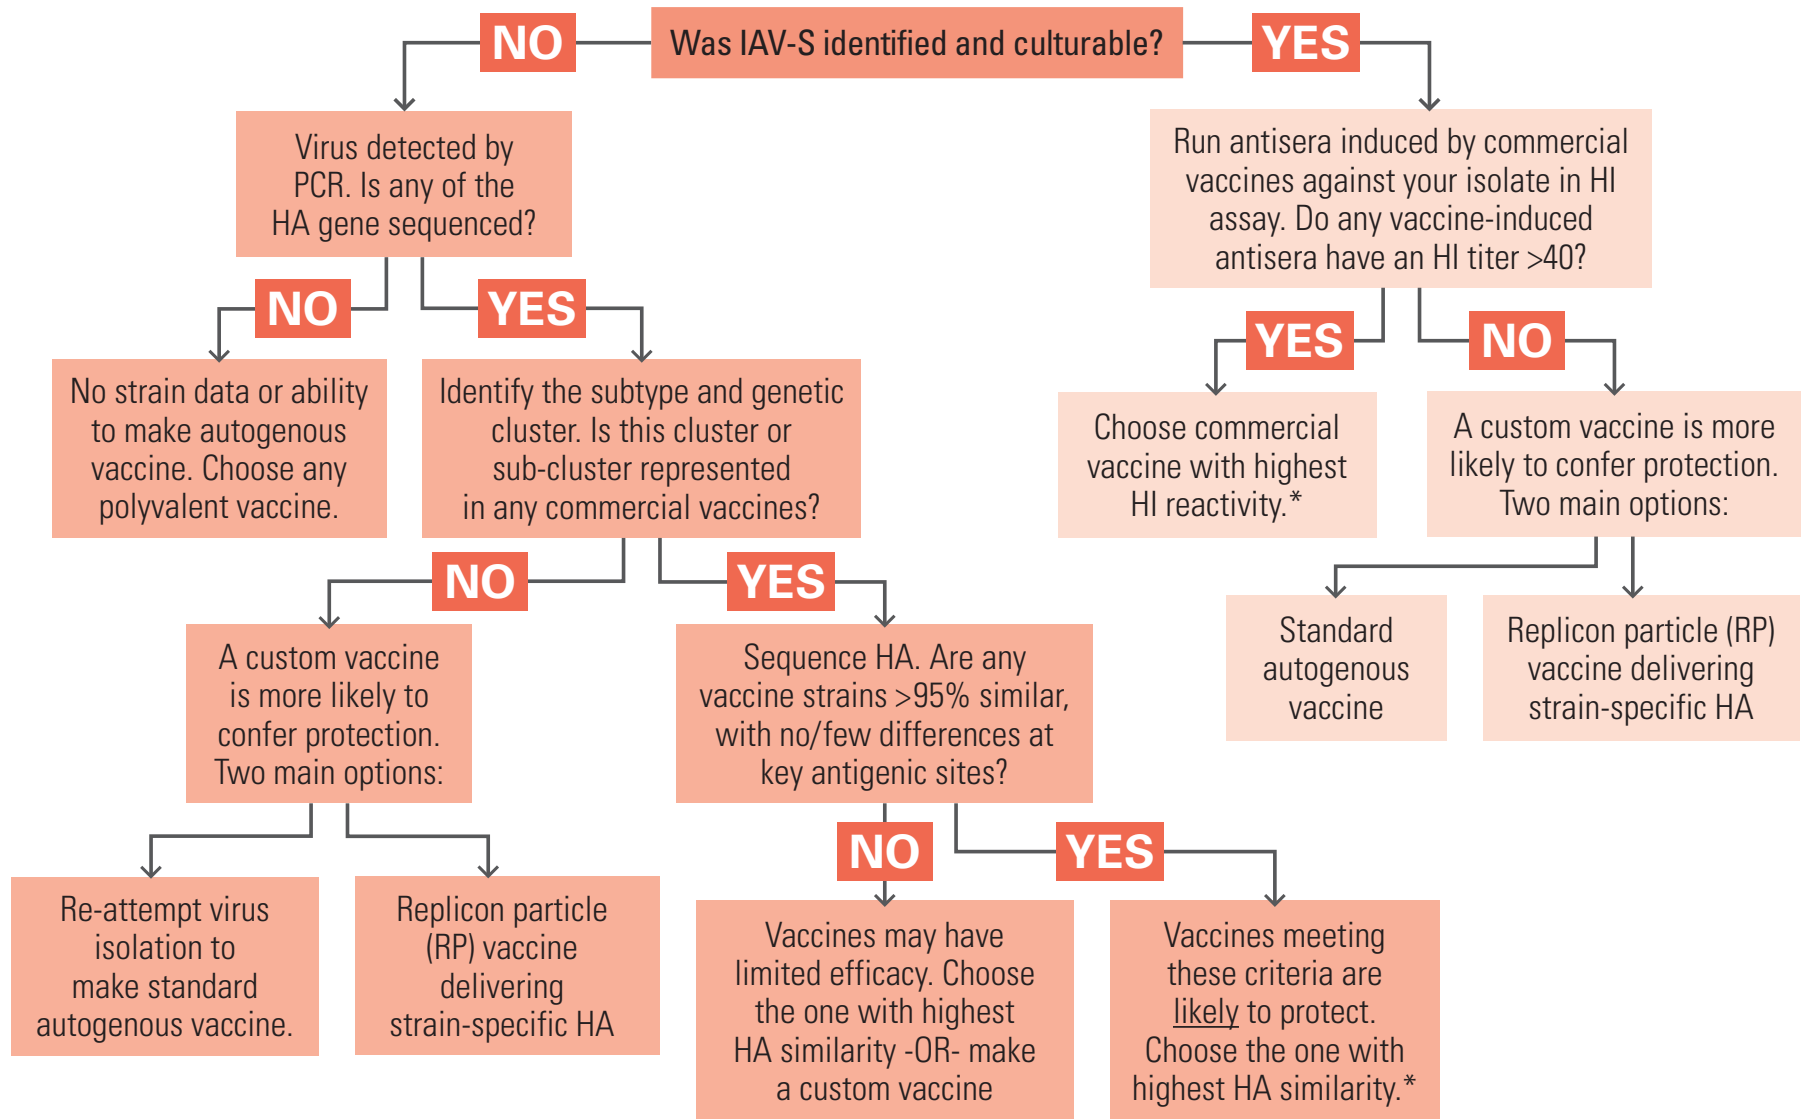 NO
Was IAV-S identified and culturable?
YES
Virus detected by
PCR. Is any of the
HA gene sequenced?
Run antisera induced by commercial
vaccines against your isolate in HI
assay. Do any vaccine-induced
antisera have an HI titer >40?
NO
YES
YES
NO
No strain data or ability
to make autogenous
vaccine. Choose any
polyvalent vaccine.
Identify the subtype and genetic
cluster. Is this cluster or
sub-cluster represented
in any commercial vaccines?
Choose commercial
vaccine with highest
HI reactivity.*
A custom vaccine is more
likely to confer protection.
Two main options:
NO
YES
Standard
autogenous
vaccine
Replicon particle (RP)
vaccine delivering
strain-specific HA
A custom vaccine
is more likely to
confer protection.
Two main options:
Sequence HA. Are any
vaccine strains >95% similar,
with no/few differences at
key antigenic sites?
NO
YES
Re-attempt virus
isolation to
make standard
autogenous vaccine.
Replicon particle
(RP) vaccine
delivering
strain-specific HA
Vaccines may have
limited efficacy. Choose
the one with highest
HA similarity -OR- make
a custom vaccine
Vaccines meeting
these criteria are
likely to protect.
Choose the one with
highest HA similarity.*